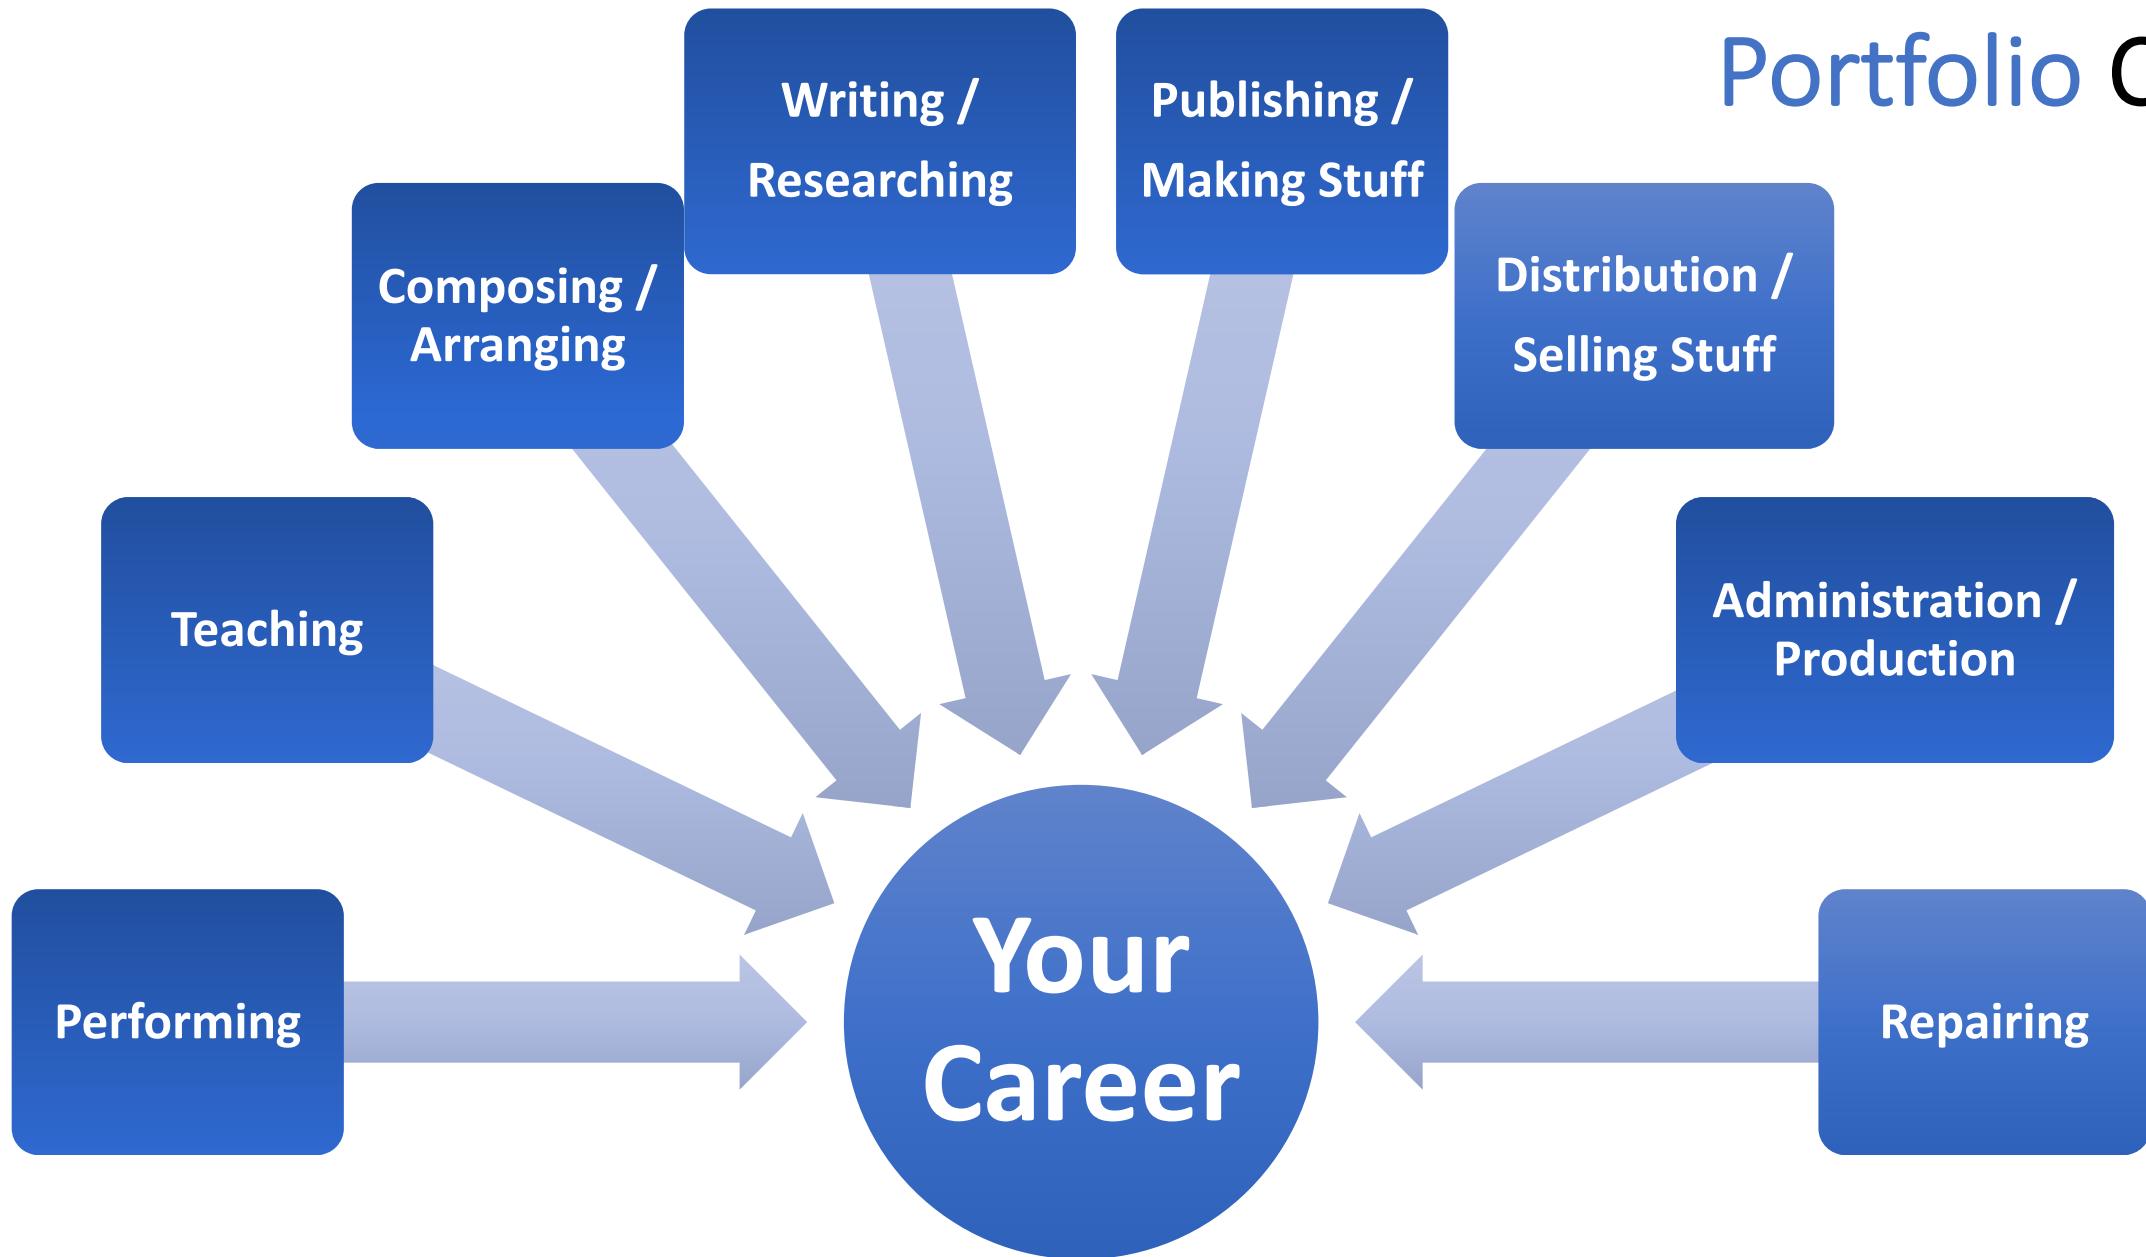 Portfolio C
Writing /
Researching
Publishing /
Making Stuff
Composing /
Arranging
Distribution /
Selling Stuff
Teaching
Administration /
Production
Performing
Your
Career
Repairing